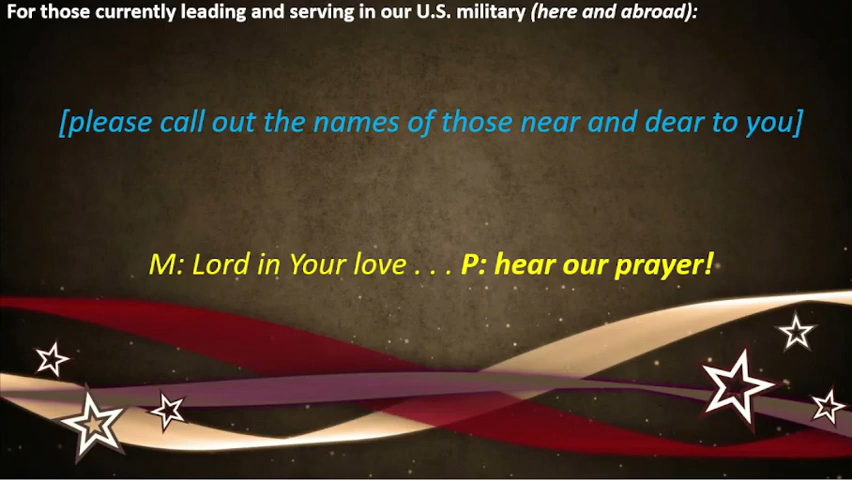 For those currently leading and serving in our U.S. military (here and abroad):
[please call out the names of those near and dear to you]
M: Lord in Your love . . . P: hear our prayer!